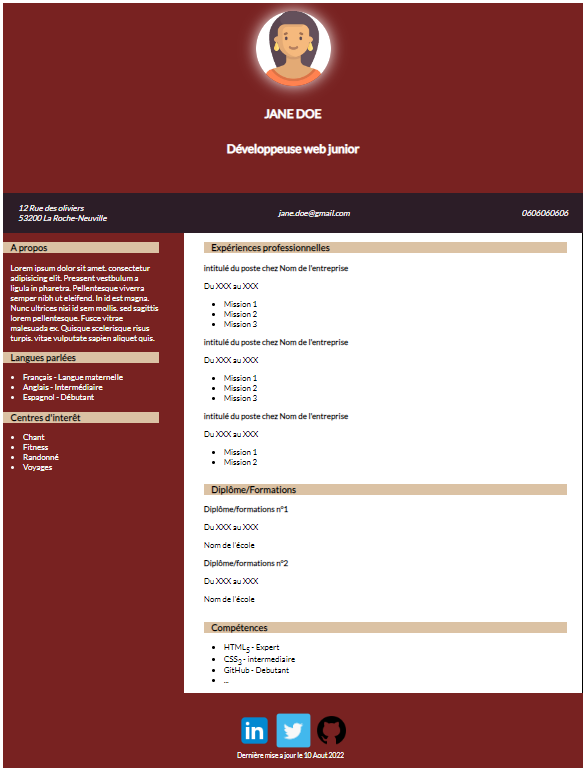 JANE DOE
Développeuse web junior
12 Rue des oliviers
53200 La Roche-Neuville
jane.doe@gmail.com
0606060606
A propos
Lorem ipsum dolor sit amet, consectetur
adipisicing elit. Preasent vestbulum a
ligula in pharetra. Pellentesque viverra
semper nibh ut eleifend. In id est magna.
Nunc ultrices nisi id sem mollis, sed sagittis
lorem pellentesque. Fusce vitrae
malesuada ex. Quisque scelerisque risus
turpis, vitae vulputate sapien aliquet quis.
Langues parlées
Français - Langue maternelle
Anglais - Intermédiaire
Espagnol - Débutant
Centres d'interêt
Chant
Fitness
Randonné
Voyages
Expériences professionnelles
intitulé du poste chez Nom de l'entreprise
Du XXX au XXX
Mission 1
Mission 2
Mission 3
intitulé du poste chez Nom de l'entreprise
Du XXX au XXX
Mission 1
Mission 2
Mission 3
intitulé du poste chez Nom de l'entreprise
Du XXX au XXX
Mission 1
Mission 2
Diplôme/Formations
Diplôme/formations n°1
Du XXX au XXX
Nom de l'école
Diplôme/formations n°2
Du XXX au XXX
Nom de l'école
Compétences
HTML5 - Expert
CSS3 - intermediaire
GitHub - Debutant
...
in
Dernière mise a jour le 10 Aout 2022